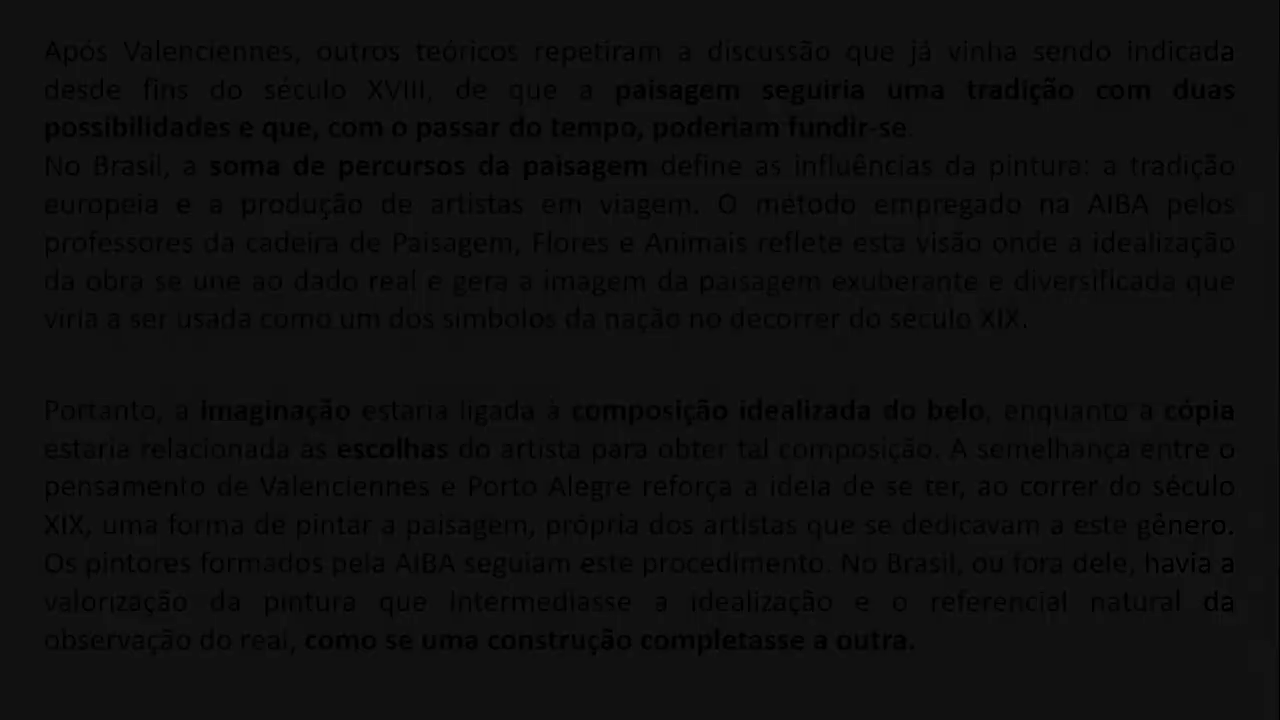 Após Valenciennes, outros teóricos repetiram a discussão que já vinha sendo indicada
desde fins do século XVIII, de que a paisagem seguiria uma tradição com duas
possibilidades e que, com o passar do tempo, poderiam fundir-se.
No Brasil, a soma de percursos da paisagem define as influências da pintura: a tradição
europeia e a produção de artistas em viagem. O método empregado na AIBA pelos
professores da cadeira de Paisagem, Flores e Animais reflete esta visão onde a idealização
da obra se une ao dado real e gera a imagem da paisagem exuberante e diversificada que
viria a ser usada como um dos símbolos da nação no decorrer do século XIX.
Portanto, a imaginação estaria ligada à composição idealizada do belo, enquanto a cópia
estaria relacionada as escolhas do artista para obter tal composição. A semelhança entre o
pensamento de Valenciennes e Porto Alegre reforça a ideia de se ter, ao correr do século
XIX, uma forma de pintar a paisagem, própria dos artistas que se dedicavam a este gênero.
Os pintores formados pela AIBA seguiam este procedimento. No Brasil, ou fora dele, havia a
valorização da pintura que intermediasse a idealização e o referencial natural da
observação do real, como se uma construção completasse a outra.